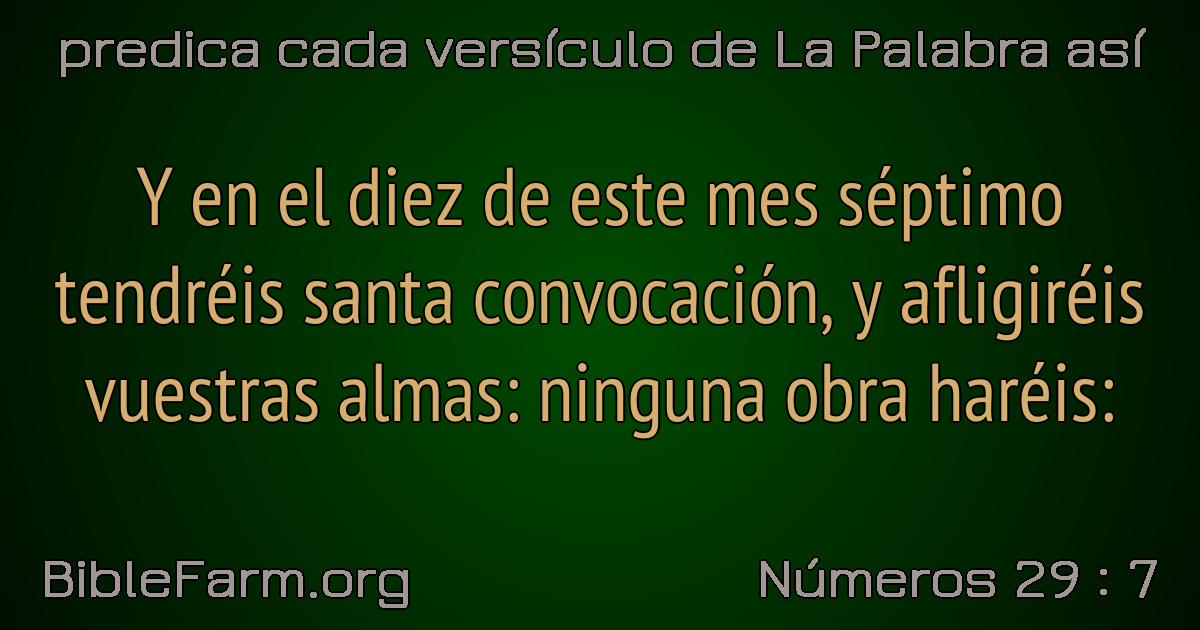 predica cada versículo de La Palabra así
Y en el diez de este mes séptimo
tendréis santa convocación, y afligiréis
vuestras almas: ninguna obra haréis:
BibleFarm.org
Números 29 : 7